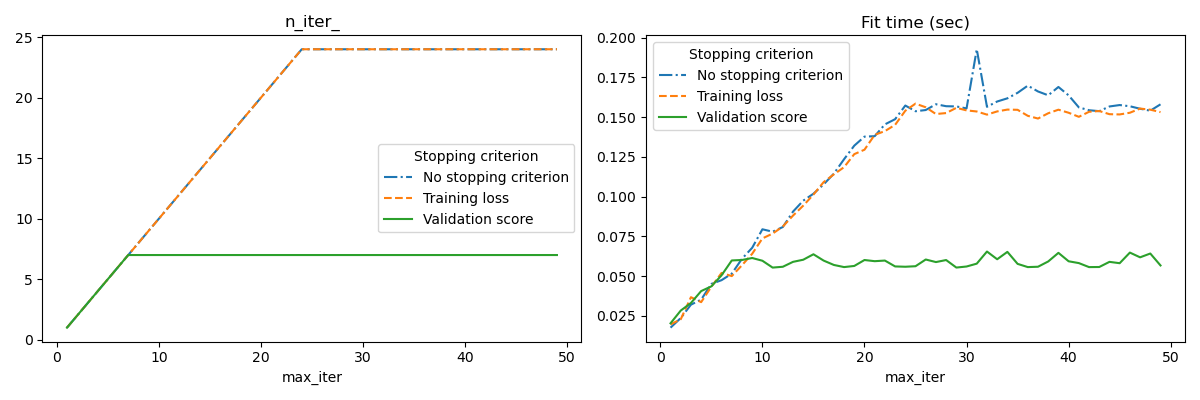 n_iter_
25
20
15
10
5
0
Stopping criterion
No stopping criterion
Training loss
Validation score
0 10 20 30 40 50
max_iter
Fit time (sec)
0.200
0.175
0.150
0.125
0.100
0.075
0.050
0.025
Stopping criterion
No stopping criterion
Training loss
Validation score
0 10 20 30 40 50
max_iter